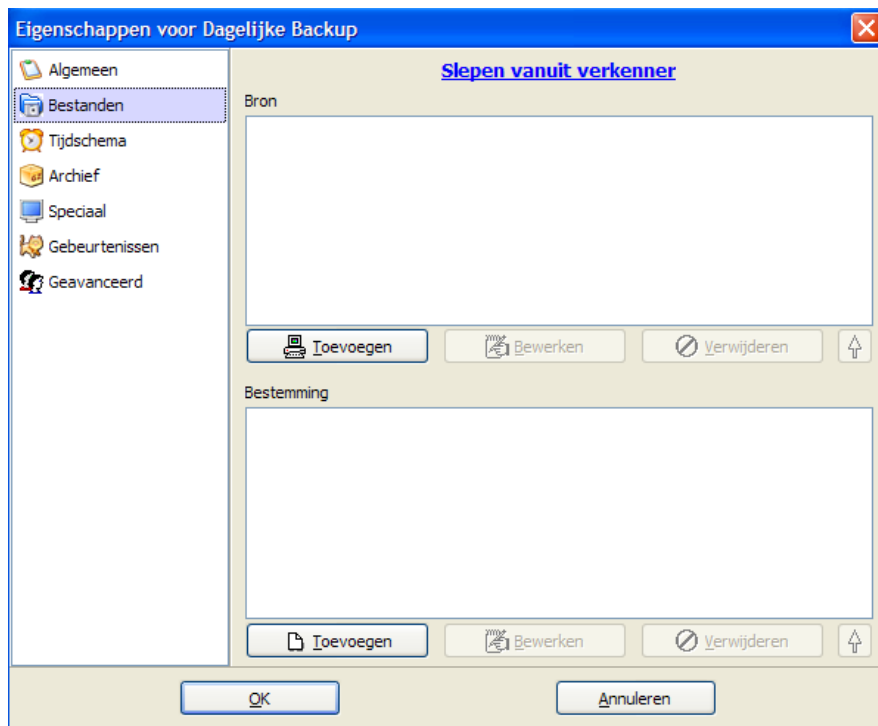 Eigenschappen voor Dagelijke Backup
Algemeen
Bestanden
Tijdschema
Archief
Speciaal
Gebeurtenissen
Geavanceerd
Slepen vanuit verkenner
Bron
Toevoegen
Bewerken
Verwijderen
Bestemming
Toevoegen
Bewerken
Verwijderen
OK
Annuleren